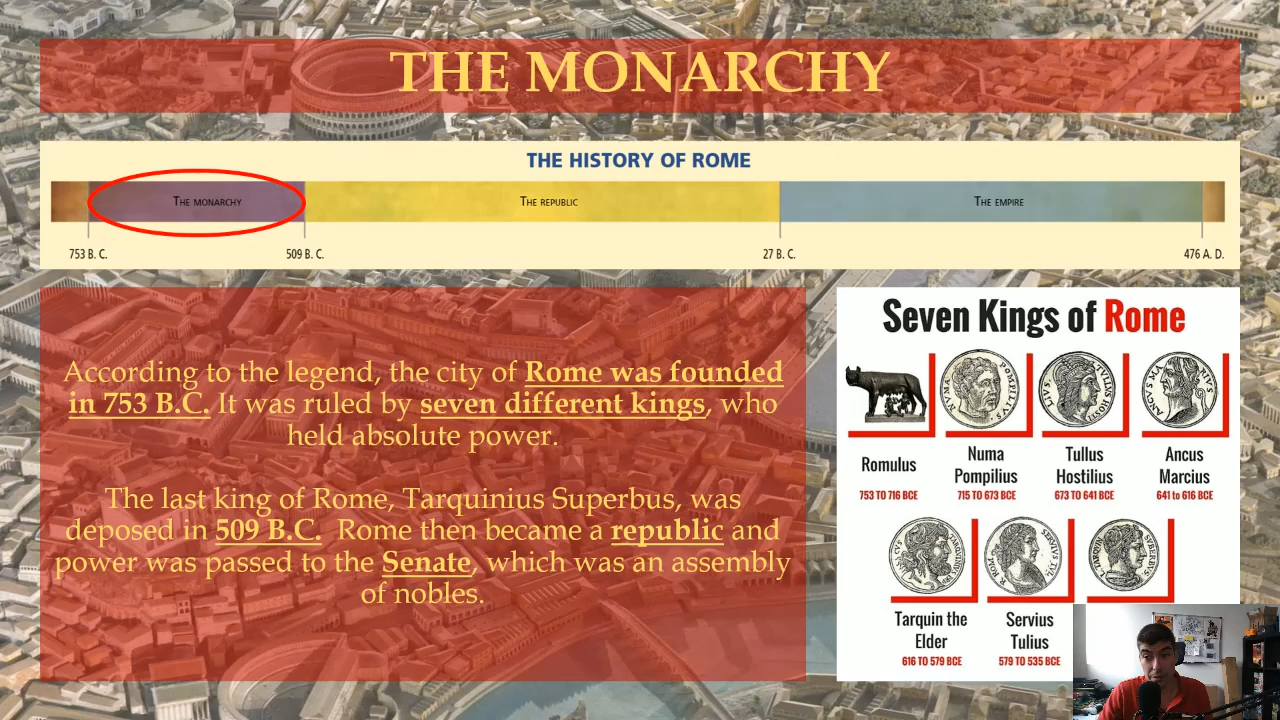 THE MONARCHY
THE HISTORY OF ROME
THE MONARCHY
THE REPUBLIC
THE EMPIRE
753 B. C.
509 B. C.
27 B. C.
476 A. D.
According to the legend, the city of Rome was founded
in 753 B.C. It was ruled by seven different kings, who
held absolute power.
The last king of Rome, Tarquinius Superbus, was
deposed in 509 B.C. Rome then became a republic and
power was passed to the Senate, which was an assembly
of nobles.
Seven Kings of Rome
Romulus
753 TO 716 BCE
Numa
Pompilius
715 TO 673 BCE
Tullus
Hostilius
673 TO 641 BCE
Ancus
Marcius
641 to 616 BCE
Tarquin the
Elder
616 TO 579 BCE
Servius
Tulius
579 TO 535 BCE